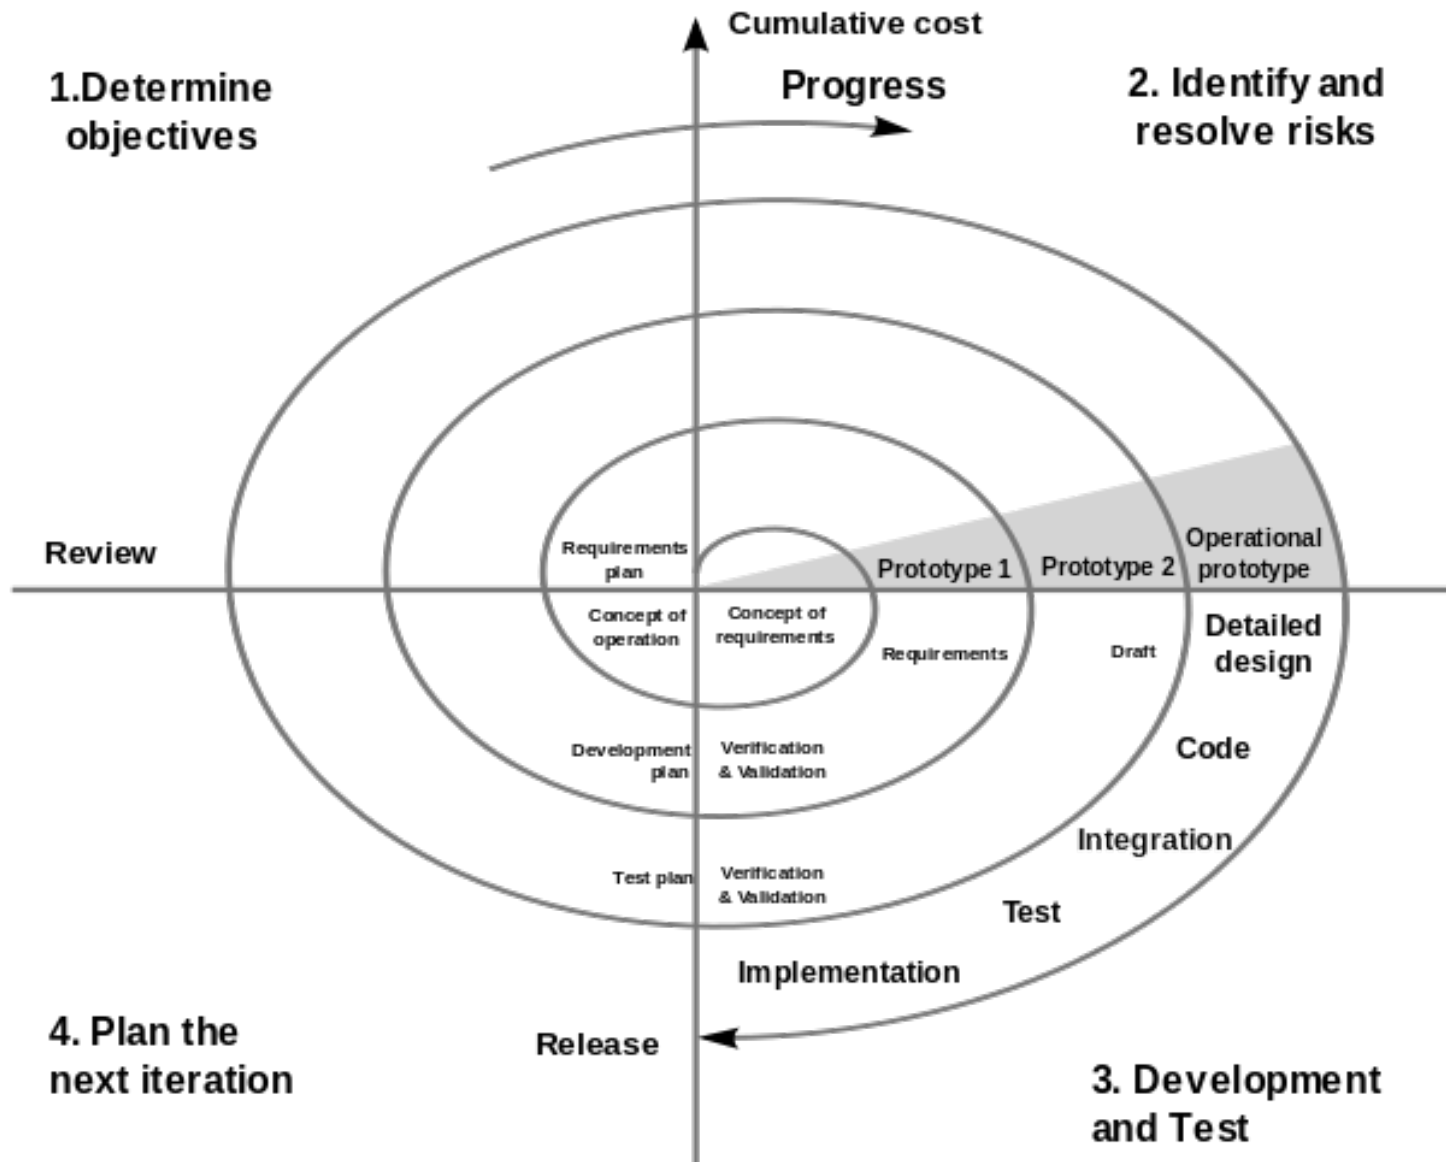 Cumulative cost
Progress
1.Determine
objectives
2. Identify and
resolve risks
Review
Requirements
plan
Prototype 1
Prototype 2
Operational
prototype
Concept of
operation
Concept of
requirements
Requirements
Draft
Detailed
design
Code
Development
plan
Verification
& Validation
Integration
Test plan
Verification
& Validation
Test
Implementation
Release
4. Plan the
next iteration
3. Development
and Test